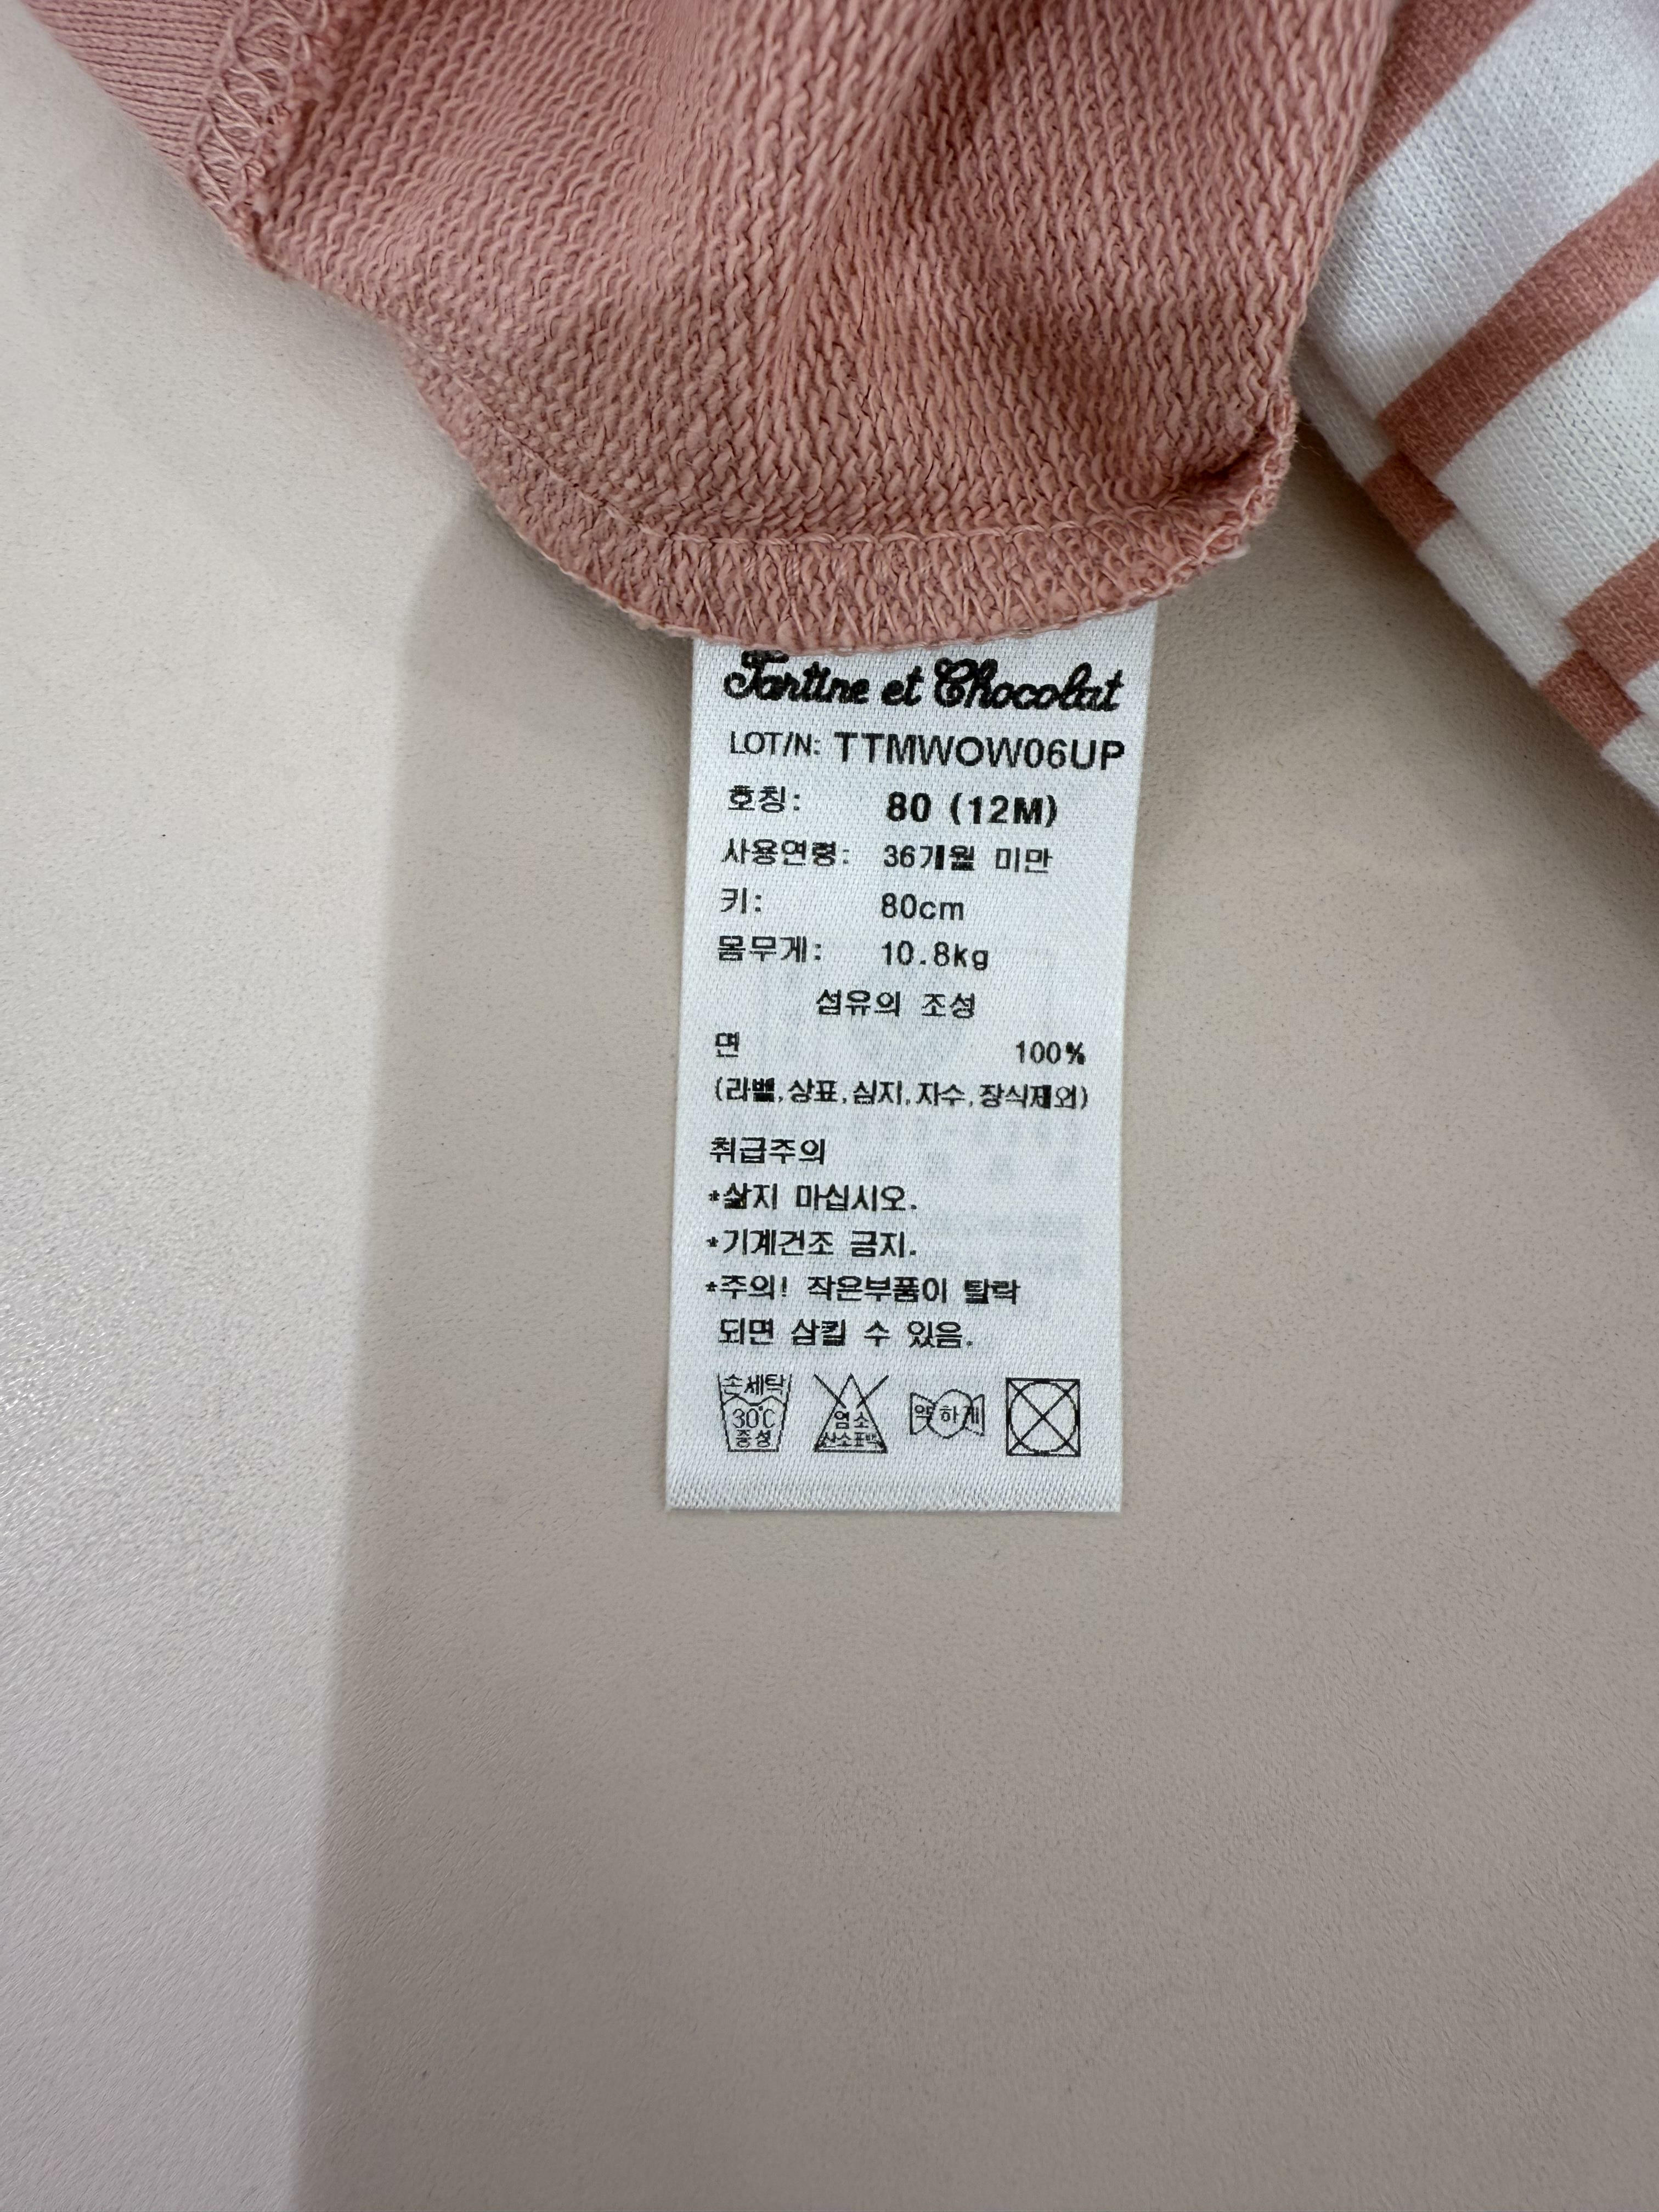 Tartine et Chocolat
LOT/N: TTMWOW06UP
호칭: 80 (12M)
사용연령: 36개월 미만
키: 80cm
몸무게: 10.8kg
섬유의 조성
면 100%
(라벨,상표,심지,자수,장식제외)
취급주의
*삶지 마십시오.
*기계건조 금지.
*주의! 작은부품이 탈락
되면 삼킬 수 있음.
손세탁
30℃
중성
염소
산소표백
약하게